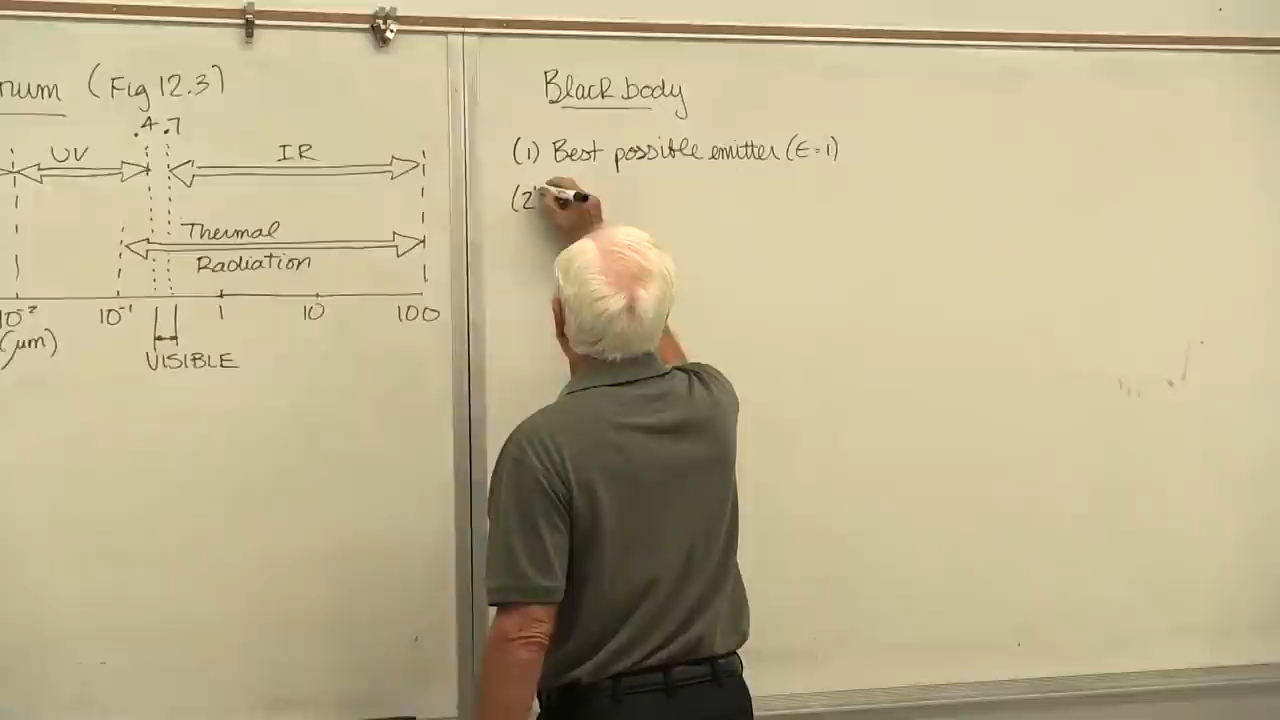 rum (Fig 12.3)
.4 .7
UV IR
Thermal
Radiation
10⁻² 10⁻¹ 1 10 100
(μm)
VISIBLE
Black body
(1) Best possible emitter (ε=1)
(2)